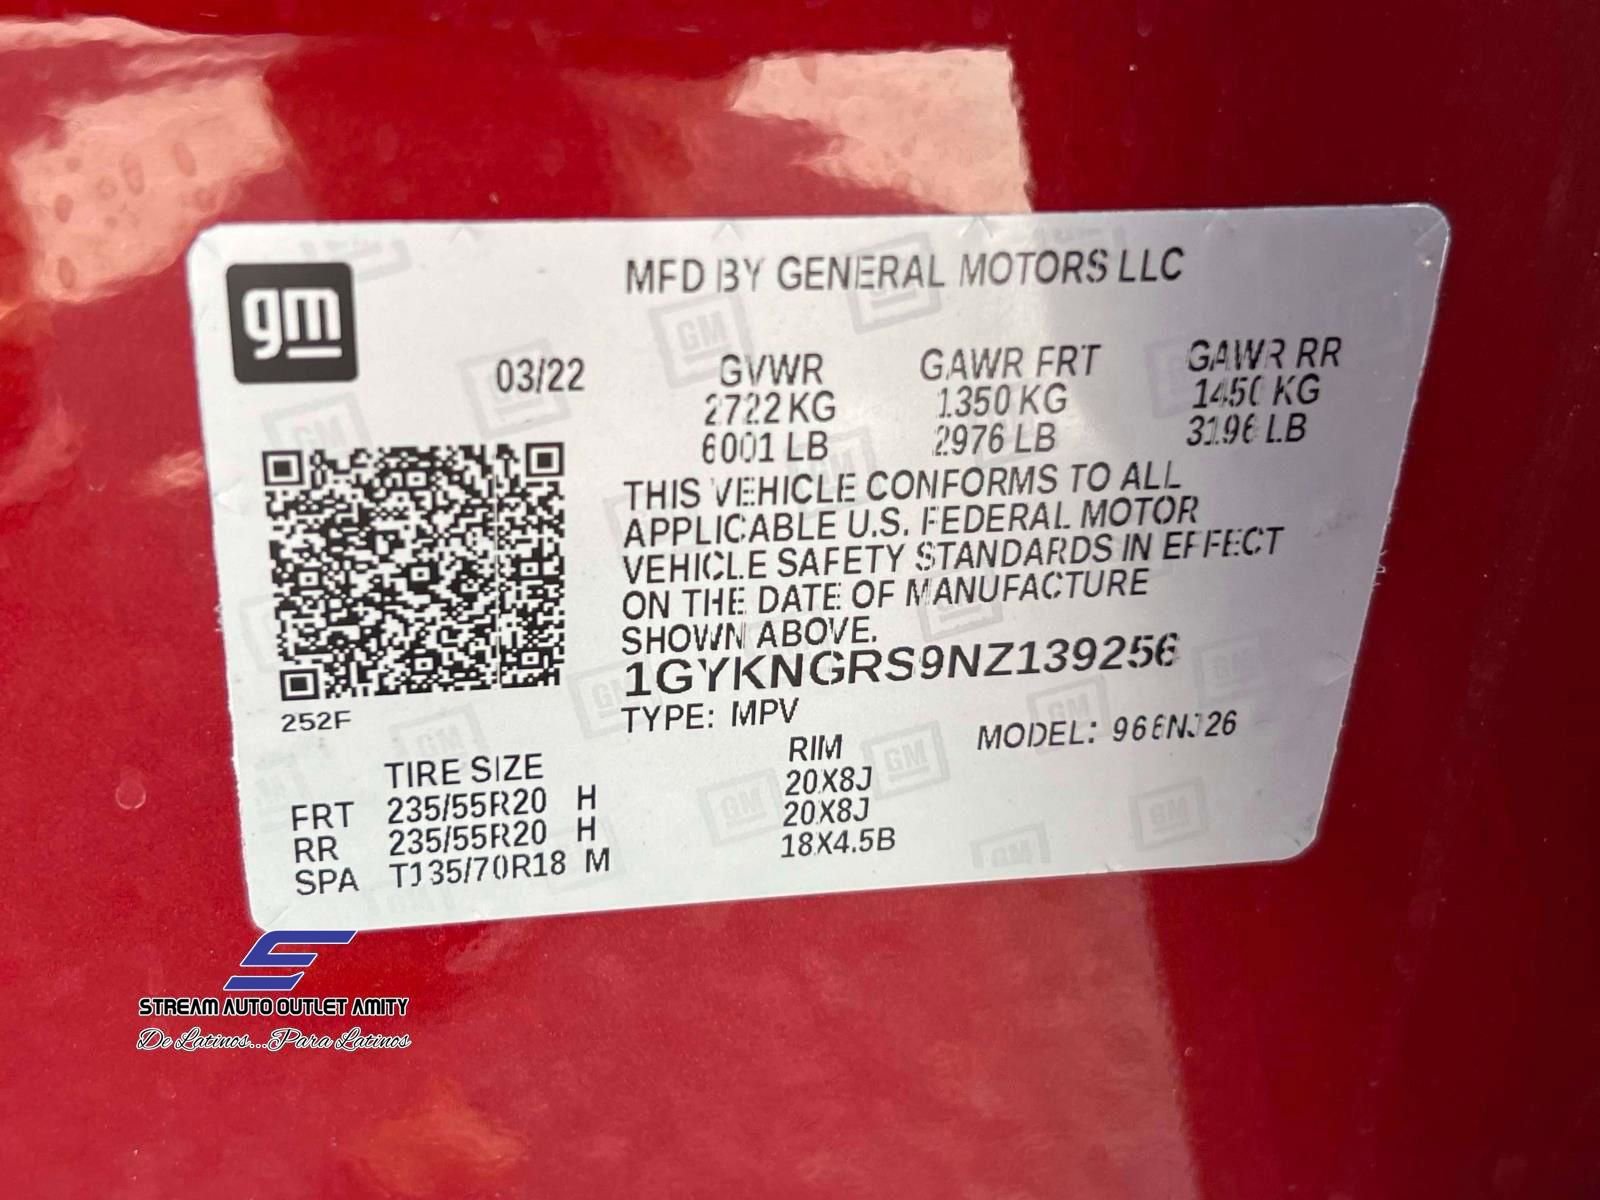 gm
MFD BY GENERAL MOTORS LLC
03/22 GVWR GAWR FRT GAWR RR
2722 KG 1350 KG 1450 KG
6001 LB 2976 LB 3196 LB
THIS VEHICLE CONFORMS TO ALL
APPLICABLE U.S. FEDERAL MOTOR
VEHICLE SAFETY STANDARDS IN EFFECT
ON THE DATE OF MANUFACTURE
SHOWN ABOVE.
1GYKNGRS9NZ139256
252F
TYPE: MPV MODEL: 966NJ26
TIRE SIZE RIM
FRT 235/55R20 H 20X8J
RR 235/55R20 H 20X8J
SPA T135/70R18 M 18X4.5B
STREAM AUTO OUTLET AMITY
De Latinos...Para Latinos